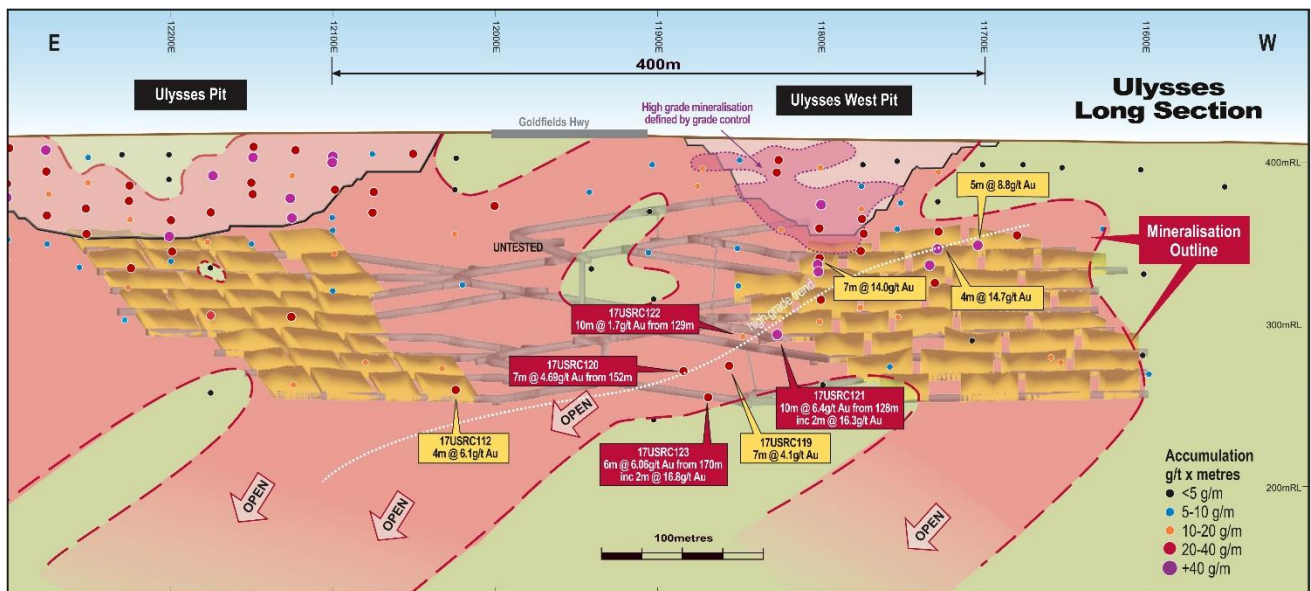 E
12200E
12100E
12000E
11900E
11800E
11700E
11600E
W
400m
Ulysses Pit
Goldfields Hwy
High grade mineralisation
defined by grade control
Ulysses West Pit
Ulysses
Long Section
400mRL
5m @ 8.8g/t Au
UNTESTED
Mineralisation
Outline
7m @ 14.0g/t Au
4m @ 14.7g/t Au
high grade trend
17USRC122
10m @ 1.7g/t Au from 129m
300mRL
17USRC120
7m @ 4.69g/t Au from 152m
17USRC121
10m @ 6.4g/t Au from 128m
inc 2m @ 16.3g/t Au
OPEN
17USRC112
4m @ 6.1g/t Au
17USRC123
6m @ 6.06g/t Au from 170m
inc 2m @ 16.8g/t Au
17USRC119
7m @ 4.1g/t Au
OPEN
OPEN
OPEN
200mRL
100metres
Accumulation
g/t x metres
<5 g/m
5-10 g/m
10-20 g/m
20-40 g/m
+40 g/m